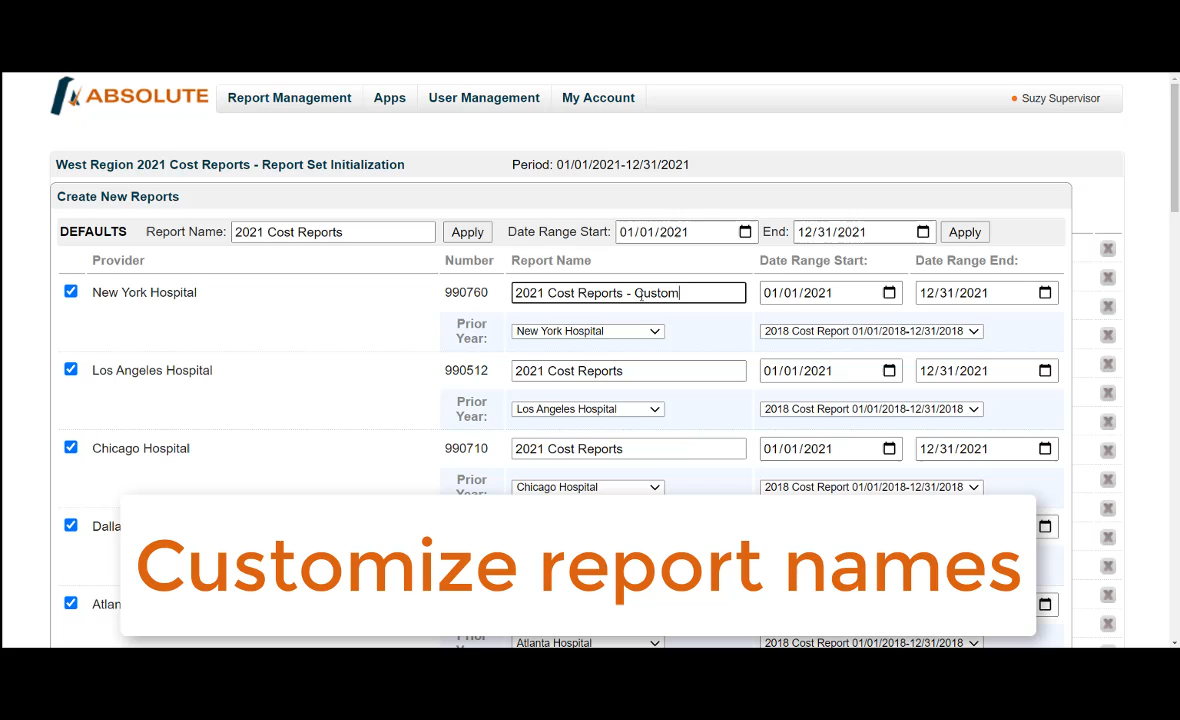 ABSOLUTE
Report Management Apps User Management My Account Suzy Supervisor
West Region 2021 Cost Reports - Report Set Initialization Period: 01/01/2021-12/31/2021
Create New Reports
DEFAULTS Report Name: 2021 Cost Reports Apply Date Range Start: 01/01/2021 End: 12/31/2021 Apply
Provider Number Report Name Date Range Start: Date Range End:
New York Hospital 990760 2021 Cost Reports - Custom 01/01/2021 12/31/2021
Prior
Year: New York Hospital 2018 Cost Report 01/01/2018-12/31/2018
Los Angeles Hospital 990512 2021 Cost Reports 01/01/2021 12/31/2021
Prior
Year: Los Angeles Hospital 2018 Cost Report 01/01/2018-12/31/2018
Chicago Hospital 990710 2021 Cost Reports 01/01/2021 12/31/2021
Prior
Chicago Hospital 2018 Cost Report 01/01/2018-12/31/2018
Dalla
Customize report names
Atlan
Atlanta Hospital 2018 Cost Report 01/01/2018-12/31/2018